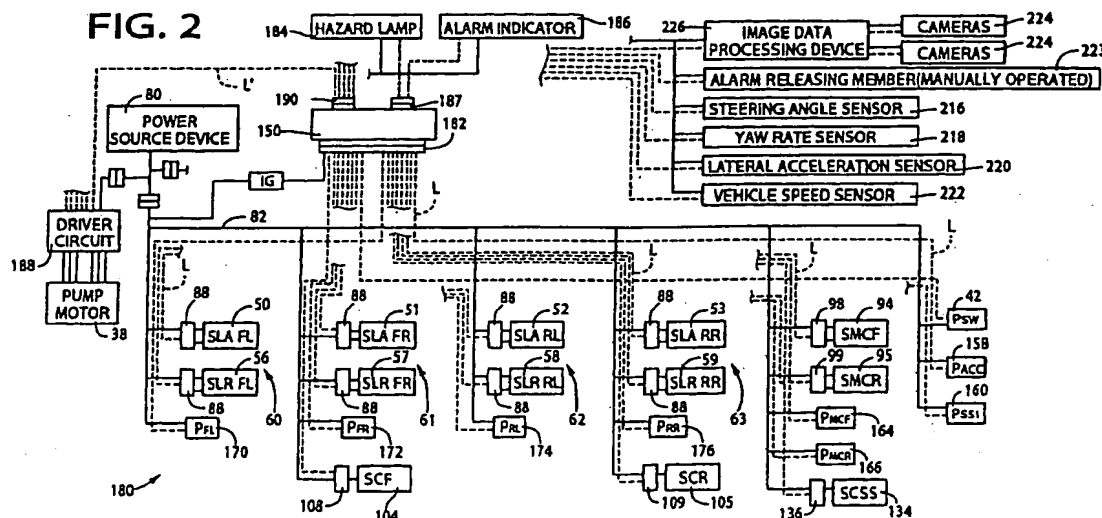 FIG. 2
184 HAZARD LAMP
ALARM INDICATOR 186
226 IMAGE DATA PROCESSING DEVICE
CAMERAS 224
CAMERAS 224
223
ALARM RELEASING MEMBER(MANUALLY OPERATED)
STEERING ANGLE SENSOR 216
YAW RATE SENSOR 218
LATERAL ACCELERATION SENSOR 220
VEHICLE SPEED SENSOR 222
L'
190
187
150
182
80
POWER SOURCE DEVICE
IG
L
82
DRIVER CIRCUIT
188
PUMP MOTOR
38
L
L
L
L
88 50
SLA FL
56
SLR FL
88
60
PFL
170
88 51
SLA FR
57
SLR FR
88
61
PFR
172
108
SCF
104
88 52
SLA RL
58
SLR RL
88
62
PRL
174
88 53
SLA RR
59
SLR RR
88
63
PRR
176
109
SCR
105
98 94
SMCF
99 95
SMCR
PMCF
164
PMCR
166
136
SCSS
134
42
PSW
158
PACC
160
PSS1
180